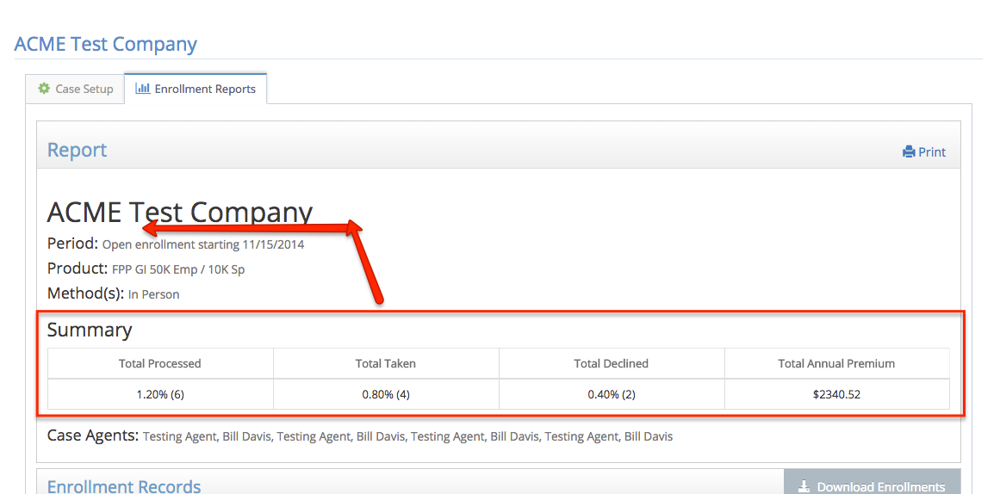 ACME Test Company
Case Setup Enrollment Reports
Report Print
ACME Test Company
Period: Open enrollment starting 11/15/2014
Product: FPP GI 50K Emp / 10K Sp
Method(s): In Person
Summary
Total Processed Total Taken Total Declined Total Annual Premium
1.20% (6) 0.80% (4) 0.40% (2) $2340.52
Case Agents: Testing Agent, Bill Davis, Testing Agent, Bill Davis, Testing Agent, Bill Davis, Testing Agent, Bill Davis
Enrollment Records Download Enrollments